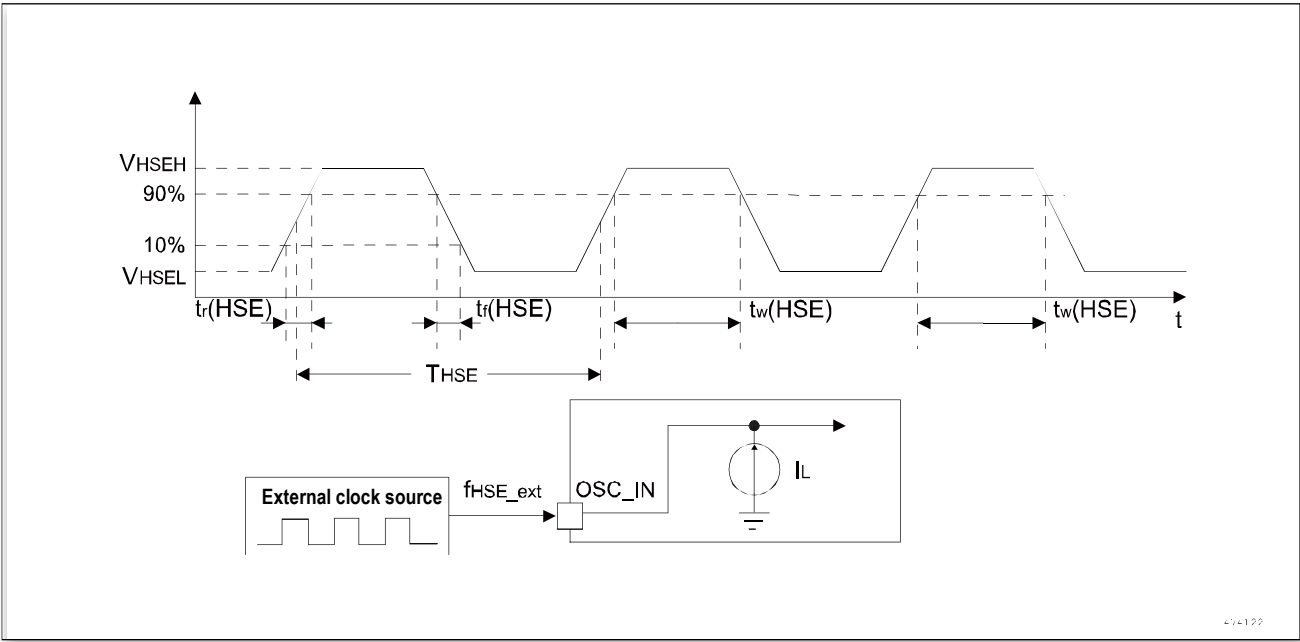 VHSEH
90%
10%
VHSEL
tr(HSE)
tf(HSE)
tw(HSE)
tw(HSE)
t
THSE
External clock source
fHSE_ext
OSC_IN
IL